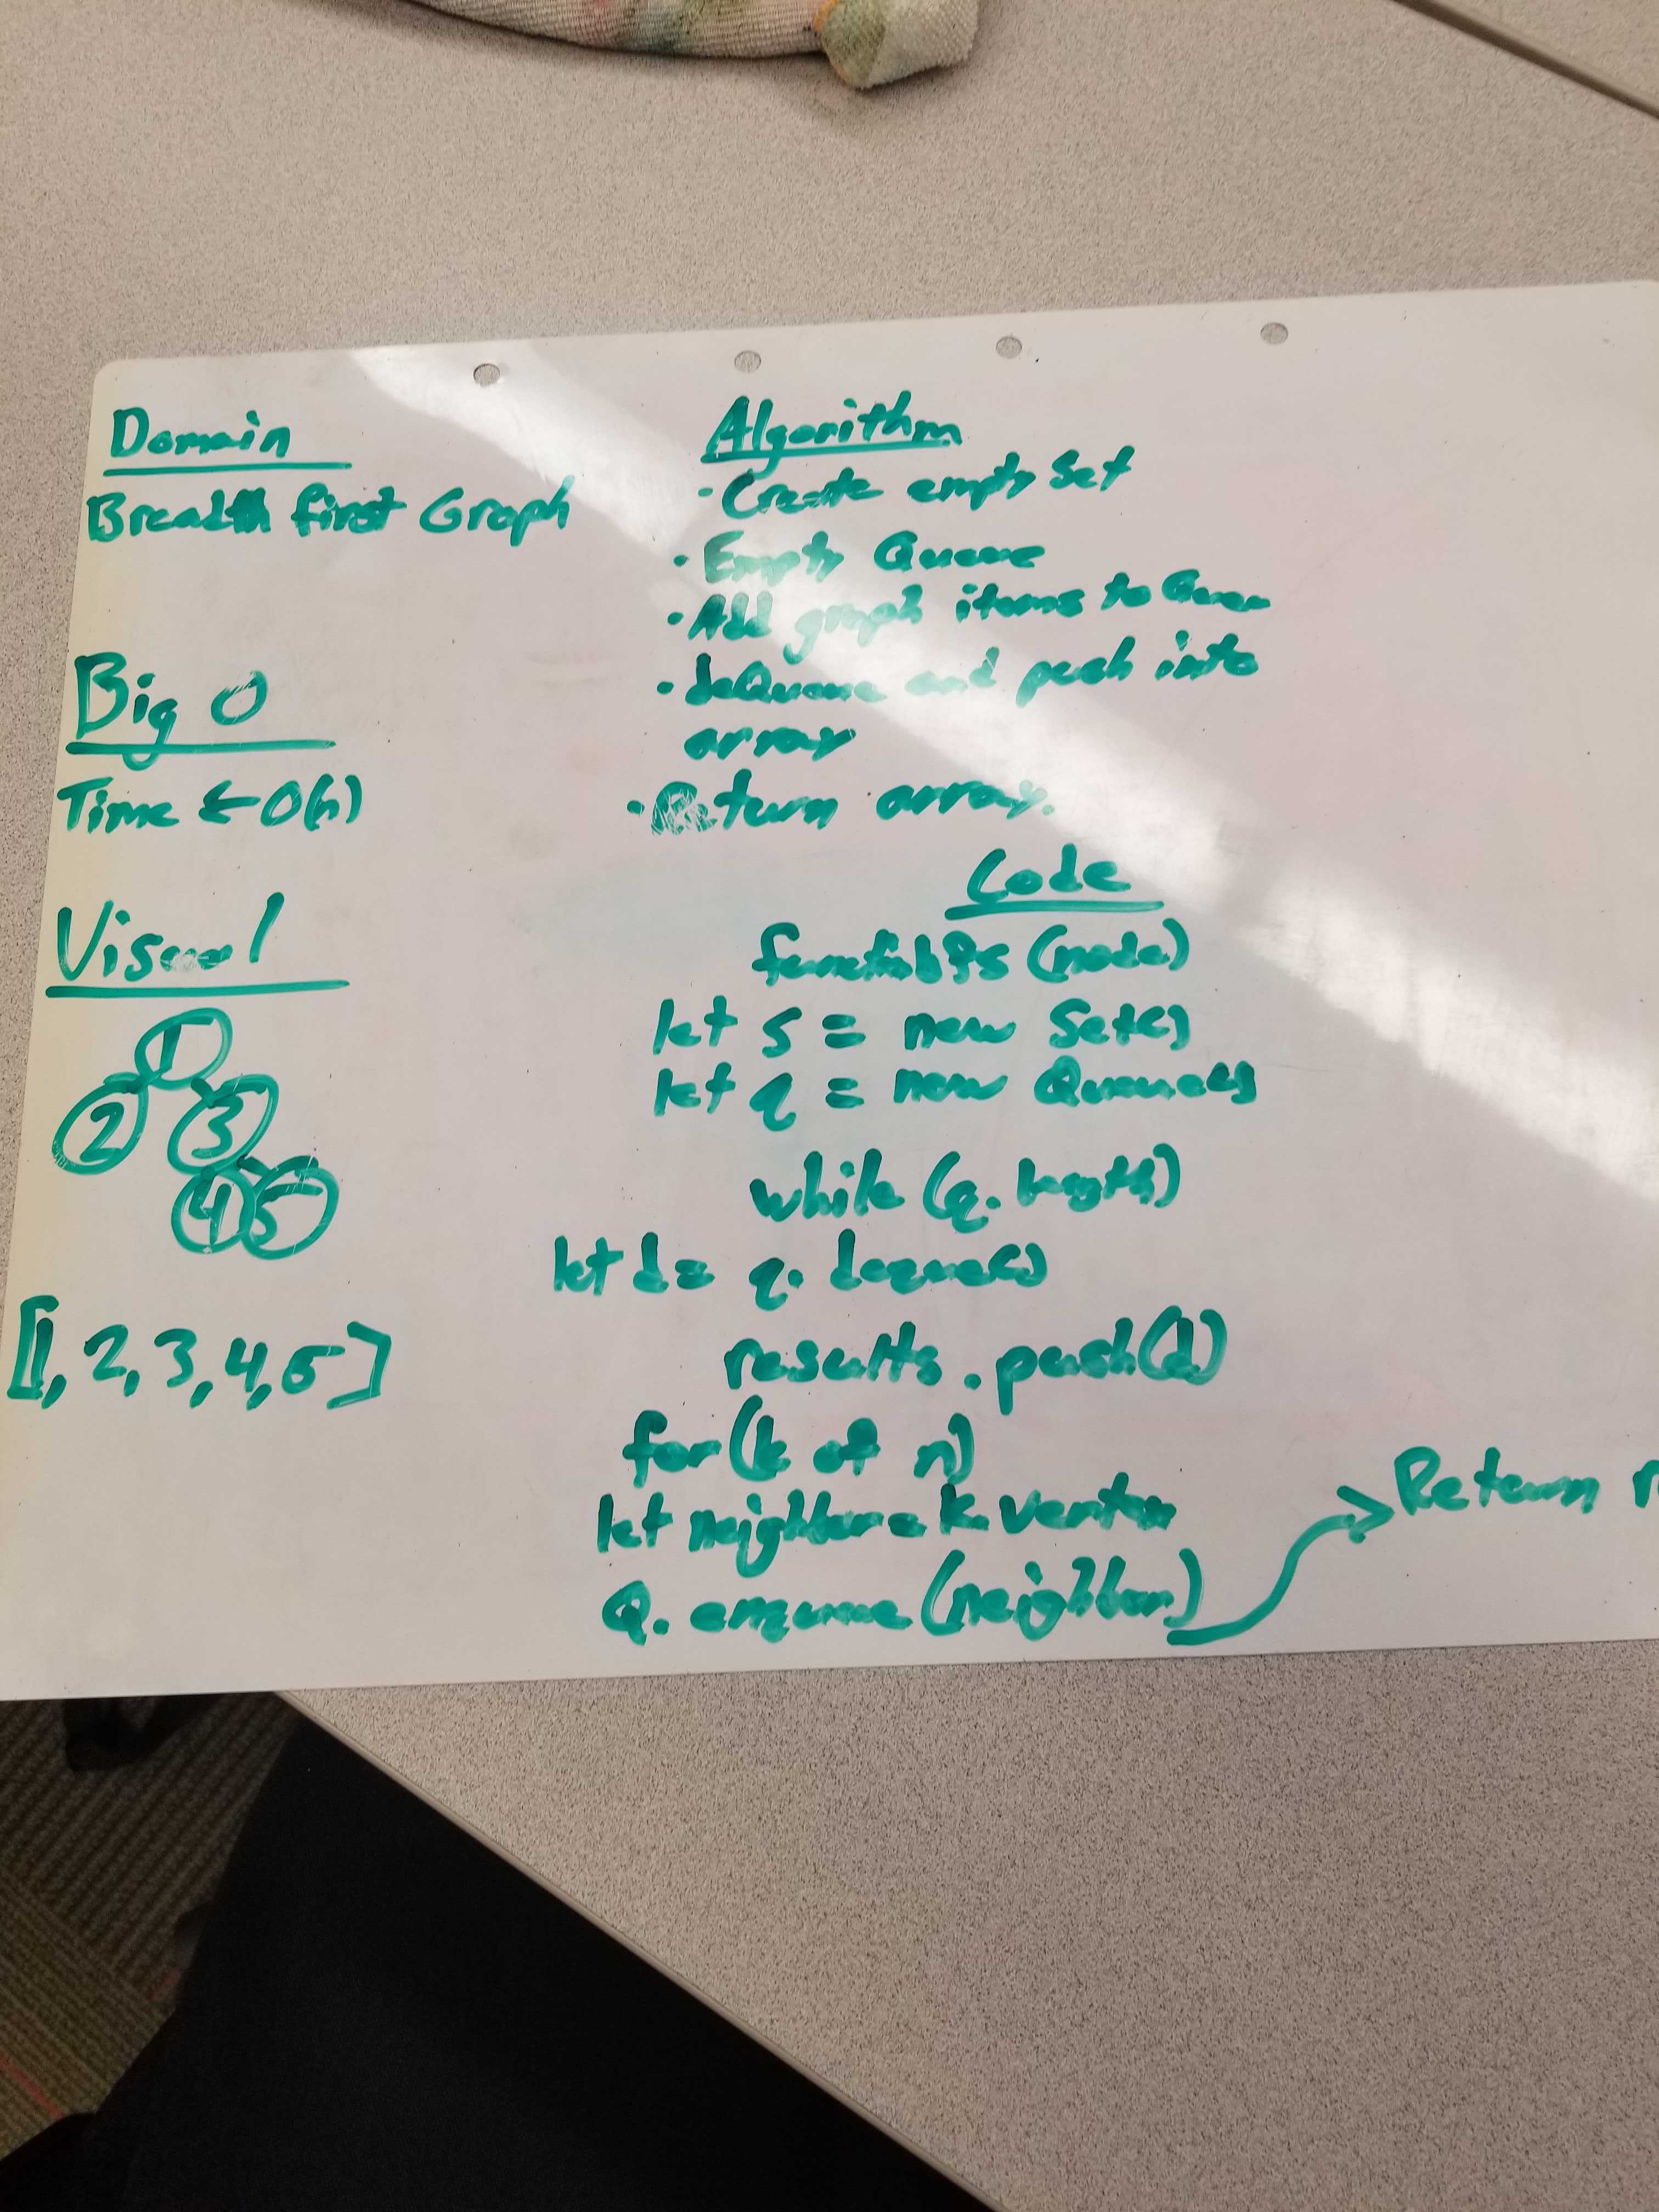 Domain
Breadth first Graph
Big O
Time ← O(n)
Visual
1
2 3
4 5
[1, 2, 3, 4, 5]
Algorithm
· Create empty Set
· Empty Queue
· Add graph items to Queue
· deQueue and push into
array
· Return array.
Code
function bfs (node)
let s = new Set()
let q = new Queue()
while (q. length)
let d = q. dequeue()
results. push(d)
for (k of n)
let neighbor = k. vertex
Q. enqueue (neighbor)
Return r